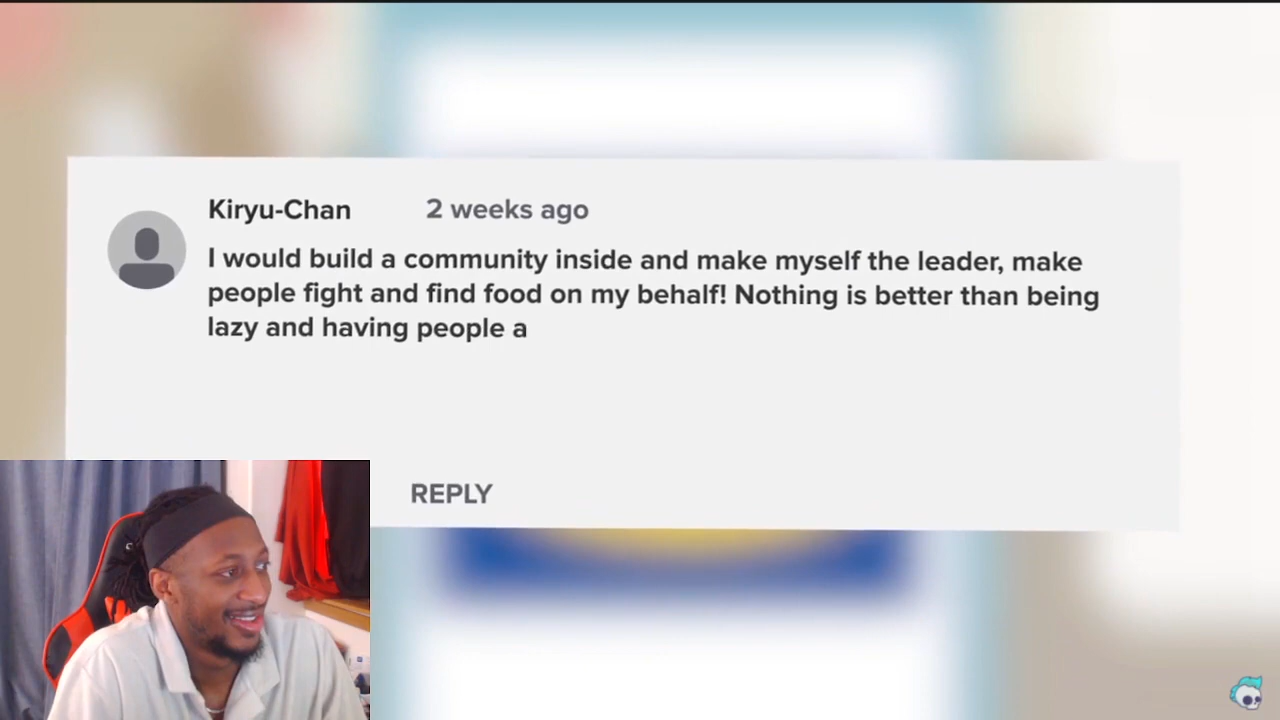 Kiryu-Chan 2 weeks ago
I would build a community inside and make myself the leader, make
people fight and find food on my behalf! Nothing is better than being
lazy and having people a
REPLY